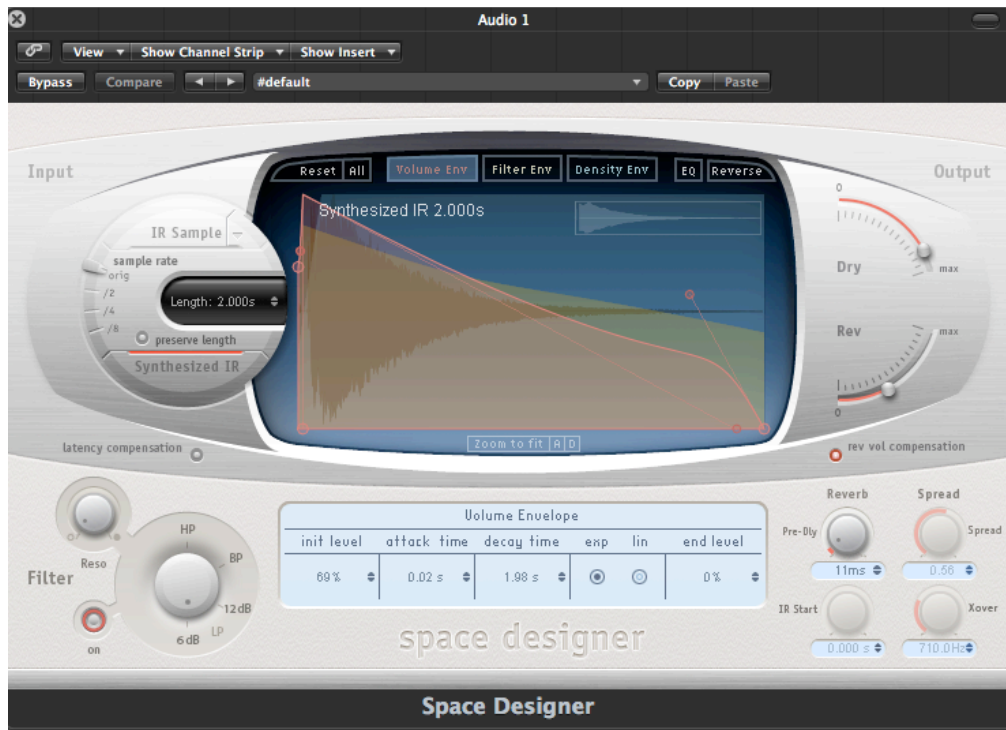 Audio 1
View Show Channel Strip Show Insert
Bypass Compare #default Copy Paste
Input
Output
Reset All Volume Env Filter Env Density Env EQ Reverse
Synthesized IR 2.000s
IR Sample
sample rate
orig
/2
/4
/8
Length: 2.000s
preserve length
Synthesized IR
0
Dry
max
Rev
max
0
Zoom to fit A D
latency compensation
rev vol compensation
Filter
Reso
on
HP
BP
12dB
LP
6dB
Volume Envelope
init level attack time decay time exp lin end level
69% 0.02 s 1.98 s 0%
Reverb Spread
Pre-Dly
11ms
Spread
0.56
IR Start
0.000 s
Xover
710.0Hz
space designer
Space Designer